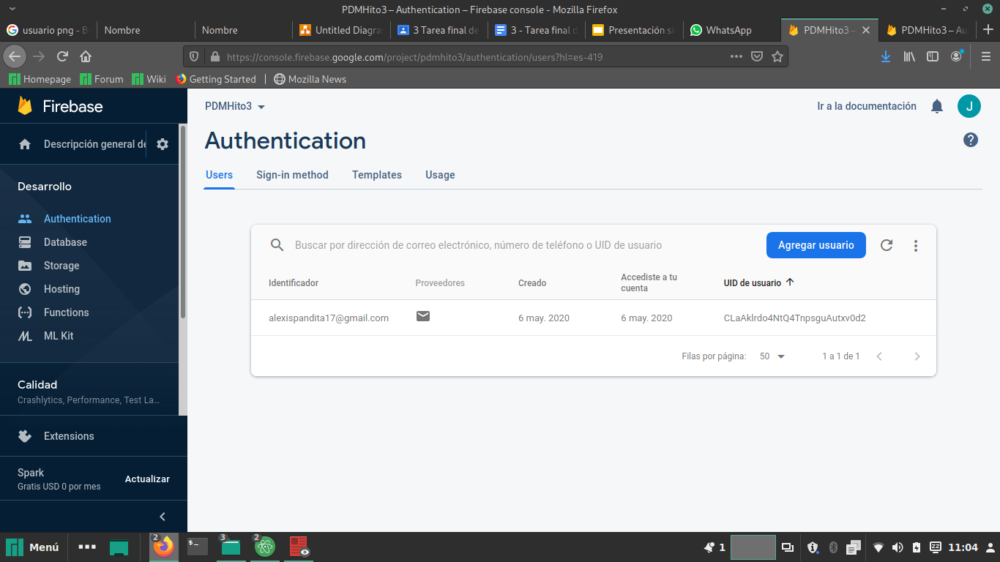 PDMHito3 – Authentication – Firebase console - Mozilla Firefox
usuario png - B
Nombre
Nombre
Untitled Diagra
3 Tarea final de
3 - Tarea final d
Presentación si
WhatsApp
PDMHito3 –
PDMHito3 – Au
https://console.firebase.google.com/project/pdmhito3/authentication/users?hl=es-419
Homepage
Forum
Wiki
Getting Started
Mozilla News
Firebase
Descripción general de
Desarrollo
Authentication
Database
Storage
Hosting
Functions
ML Kit
Calidad
Crashlytics, Performance, Test La...
Extensions
Spark
Gratis USD 0 por mes
Actualizar
PDMHito3
Ir a la documentación
J
Authentication
Users
Sign-in method
Templates
Usage
Buscar por dirección de correo electrónico, número de teléfono o UID de usuario
Agregar usuario
Identificador
Proveedores
Creado
Accediste a tu
cuenta
UID de usuario
alexispandita17@gmail.com
6 may. 2020
6 may. 2020
CLaAklrdo4NtQ4TnpsguAutxv0d2
Filas por página:
50
1 a 1 de 1
Menú
2
3
2
1
11:04